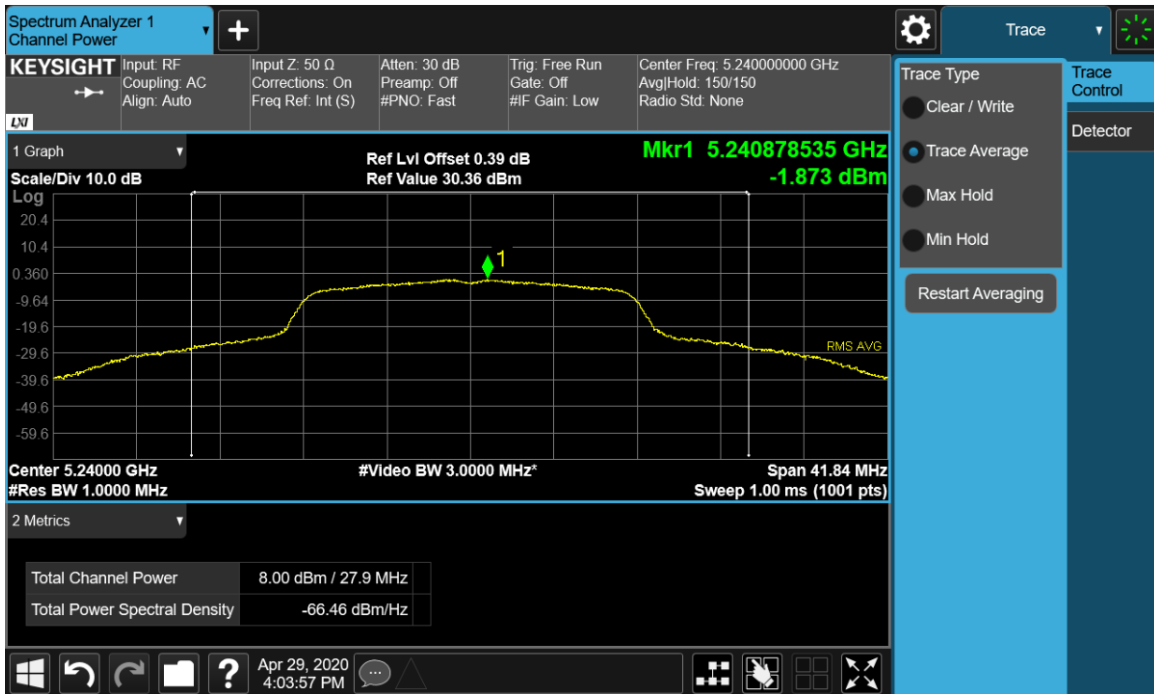 Spectrum Analyzer 1
Channel Power
+
Trace
KEYSIGHT
LXI
Input: RF
Coupling: AC
Align: Auto
Input Z: 50 Ω
Corrections: On
Freq Ref: Int (S)
Atten: 30 dB
Preamp: Off
#PNO: Fast
Trig: Free Run
Gate: Off
#IF Gain: Low
Center Freq: 5.240000000 GHz
Avg|Hold: 150/150
Radio Std: None
1 Graph
Scale/Div 10.0 dB
Ref Lvl Offset 0.39 dB
Ref Value 30.36 dBm
Mkr1 5.240878535 GHz
-1.873 dBm
Log
20.4
10.4
0.360
-9.64
-19.6
-29.6
-39.6
-49.6
-59.6
1
RMS AVG
Center 5.24000 GHz
#Res BW 1.0000 MHz
#Video BW 3.0000 MHz*
Span 41.84 MHz
Sweep 1.00 ms (1001 pts)
2 Metrics
Total Channel Power 8.00 dBm / 27.9 MHz
Total Power Spectral Density -66.46 dBm/Hz
Trace Type
Clear / Write
Trace Average
Max Hold
Min Hold
Restart Averaging
Trace
Control
Detector
?
Apr 29, 2020
4:03:57 PM